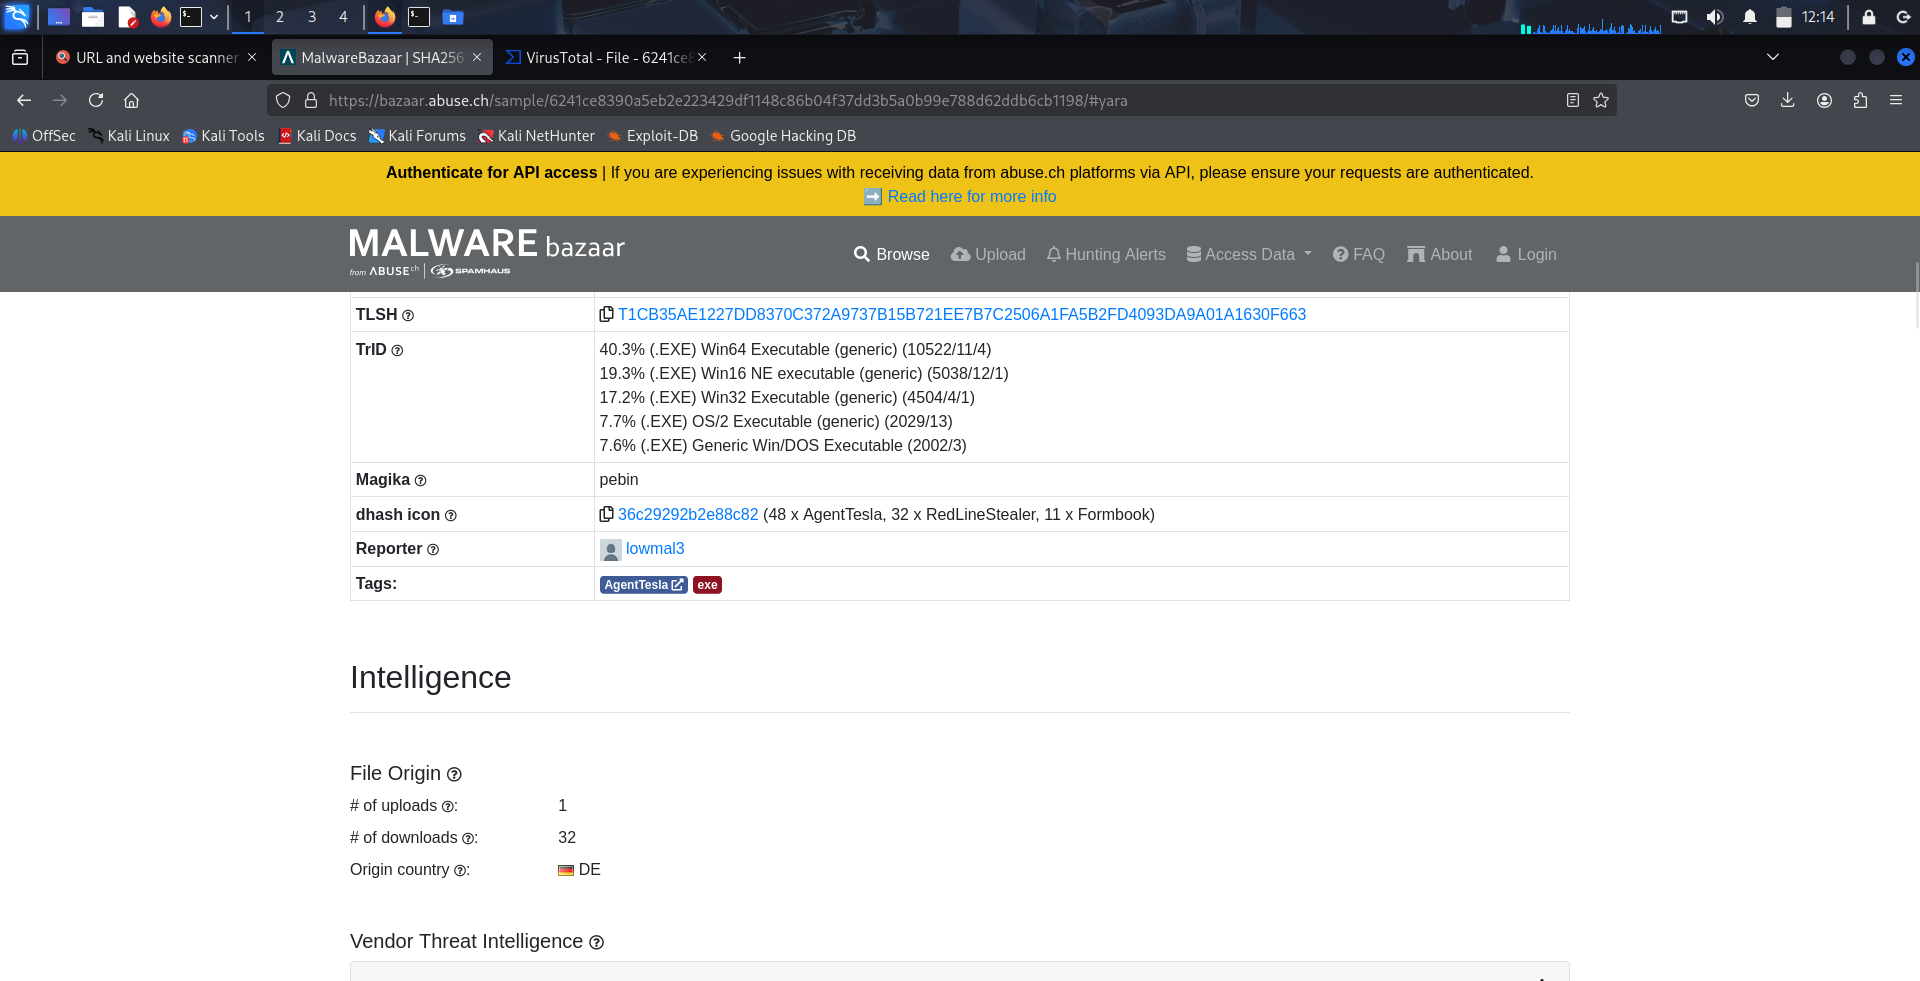 1 2 3 4
12:14
URL and website scanner
MalwareBazaar | SHA256
VirusTotal - File - 6241ce8
https://bazaar.abuse.ch/sample/6241ce8390a5eb2e223429df1148c86b04f37dd3b5a0b99e788d62ddb6cb1198/#yara
OffSec Kali Linux Kali Tools Kali Docs Kali Forums Kali NetHunter Exploit-DB Google Hacking DB
Authenticate for API access | If you are experiencing issues with receiving data from abuse.ch platforms via API, please ensure your requests are authenticated.
Read here for more info
MALWARE bazaar
from ABUSE ch | SPAMHAUS
Browse Upload Hunting Alerts Access Data FAQ About Login
TLSH T1CB35AE1227DD8370C372A9737B15B721EE7B7C2506A1FA5B2FD4093DA9A01A1630F663
TrID 40.3% (.EXE) Win64 Executable (generic) (10522/11/4)
19.3% (.EXE) Win16 NE executable (generic) (5038/12/1)
17.2% (.EXE) Win32 Executable (generic) (4504/4/1)
7.7% (.EXE) OS/2 Executable (generic) (2029/13)
7.6% (.EXE) Generic Win/DOS Executable (2002/3)
Magika pebin
dhash icon 36c29292b2e88c82 (48 x AgentTesla, 32 x RedLineStealer, 11 x Formbook)
Reporter lowmal3
Tags: AgentTesla exe
Intelligence
File Origin
# of uploads : 1
# of downloads : 32
Origin country : DE
Vendor Threat Intelligence